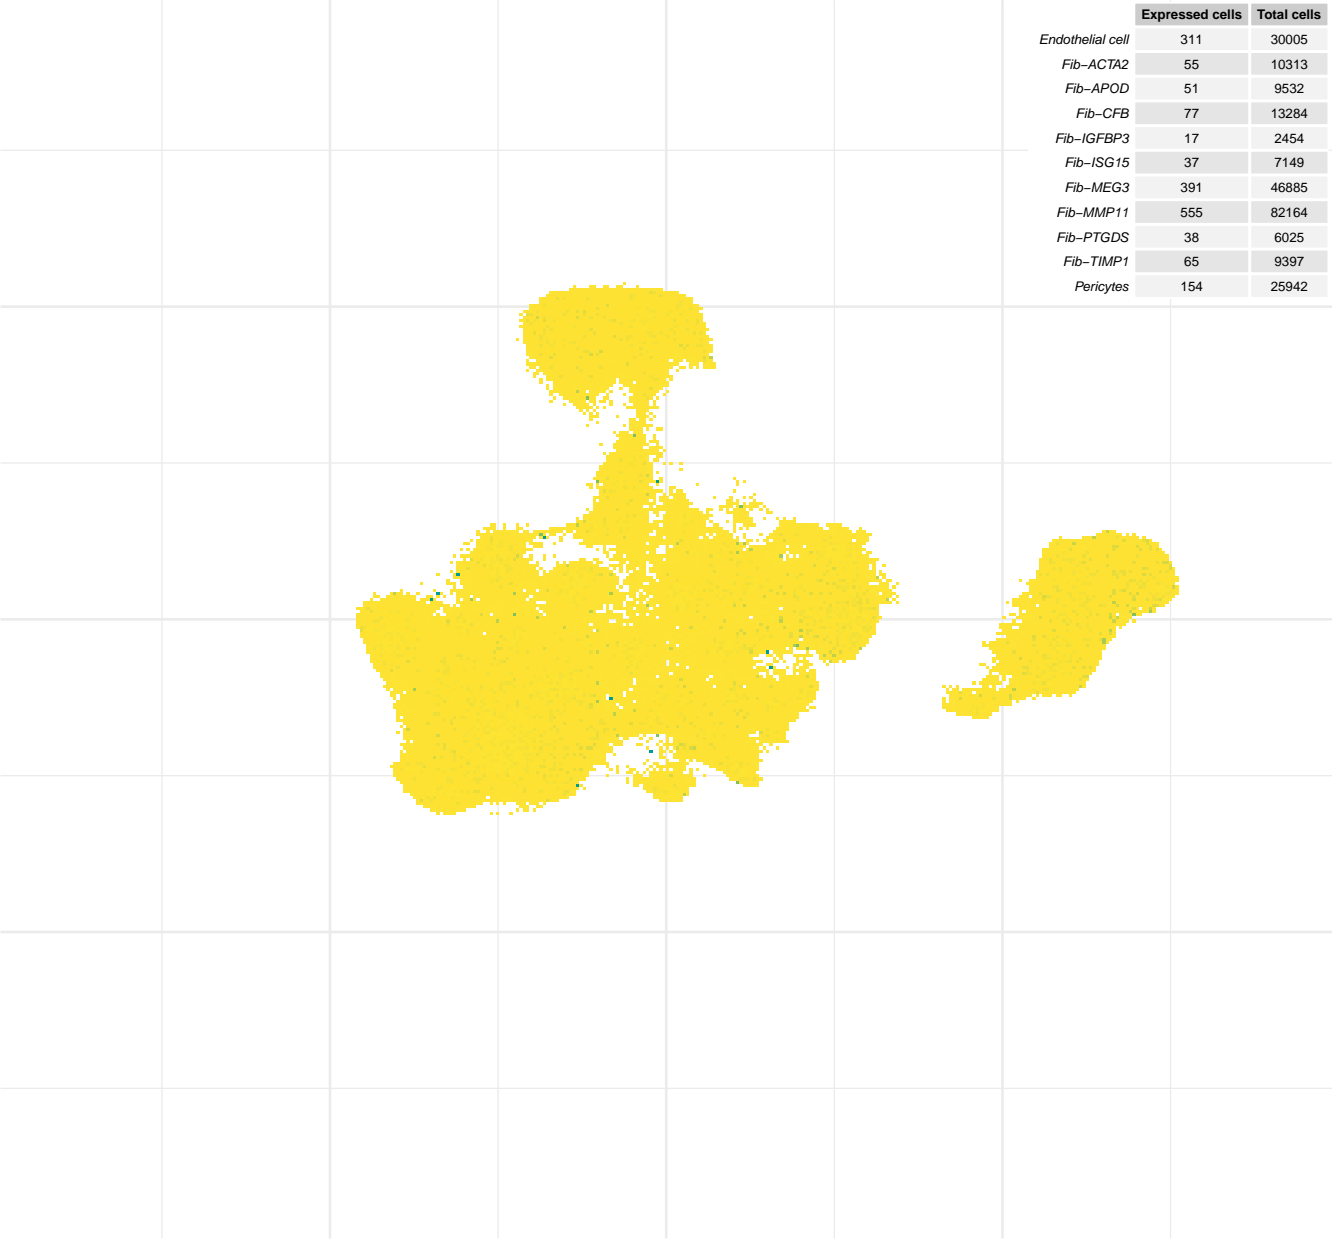 Expressed cells Total cells
Endothelial cell 311 30005
Fib−ACTA2 55 10313
Fib−APOD 51 9532
Fib−CFB 77 13284
Fib−IGFBP3 17 2454
Fib−ISG15 37 7149
Fib−MEG3 391 46885
Fib−MMP11 555 82164
Fib−PTGDS 38 6025
Fib−TIMP1 65 9397
Pericytes 154 25942